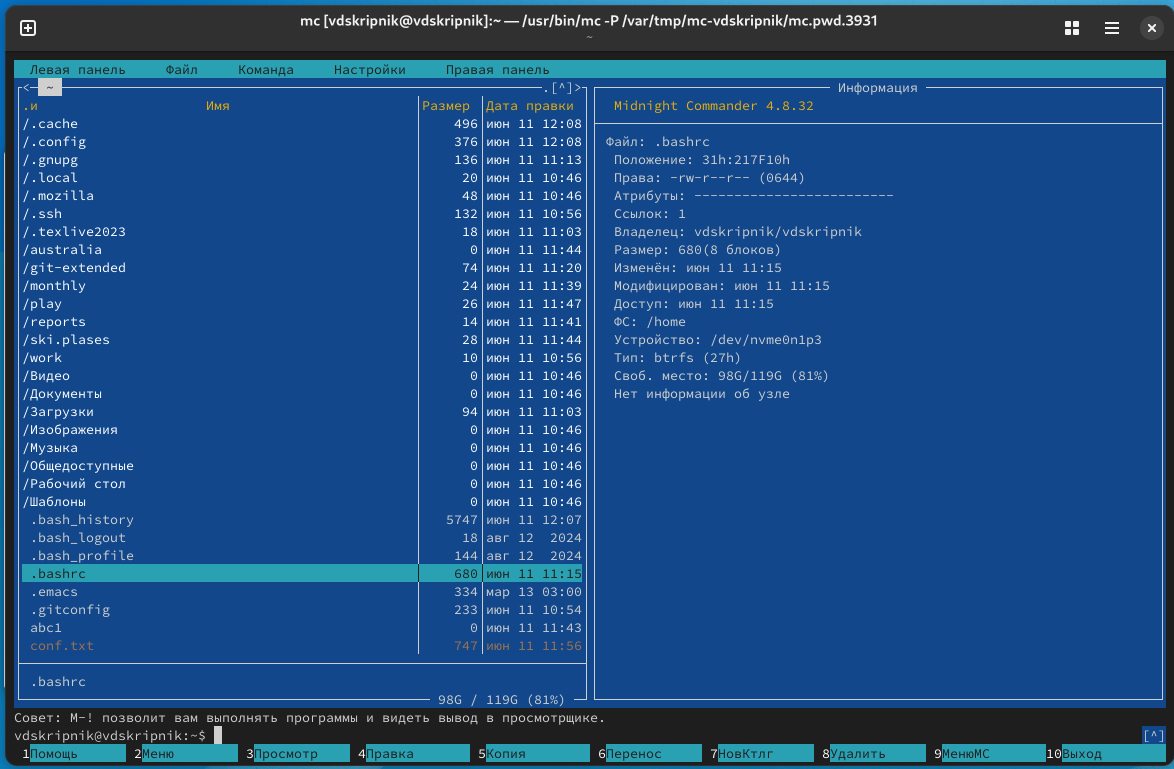 mc [vdskripnik@vdskripnik]:~ — /usr/bin/mc -P /var/tmp/mc-vdskripnik/mc.pwd.3931
~
Левая панель Файл Команда Настройки Правая панель
<─ ~ .[^]>
.и Имя Размер Дата правки
/.cache 496 июн 11 12:08
/.config 376 июн 11 12:08
/.gnupg 136 июн 11 11:13
/.local 20 июн 11 10:46
/.mozilla 48 июн 11 10:46
/.ssh 132 июн 11 10:56
/.texlive2023 18 июн 11 11:03
/australia 0 июн 11 11:44
/git-extended 74 июн 11 11:20
/monthly 24 июн 11 11:39
/play 26 июн 11 11:47
/reports 14 июн 11 11:41
/ski.plases 28 июн 11 11:44
/work 10 июн 11 10:56
/Видео 0 июн 11 10:46
/Документы 0 июн 11 10:46
/Загрузки 94 июн 11 11:03
/Изображения 0 июн 11 10:46
/Музыка 0 июн 11 10:46
/Общедоступные 0 июн 11 10:46
/Рабочий стол 0 июн 11 10:46
/Шаблоны 0 июн 11 10:46
.bash_history 5747 июн 11 12:07
.bash_logout 18 авг 12 2024
.bash_profile 144 авг 12 2024
.bashrc 680 июн 11 11:15
.emacs 334 мар 13 03:00
.gitconfig 233 июн 11 10:54
abc1 0 июн 11 11:43
conf.txt 747 июн 11 11:56
.bashrc
98G / 119G (81%)
Информация
Midnight Commander 4.8.32
Файл: .bashrc
Положение: 31h:217F10h
Права: -rw-r--r-- (0644)
Атрибуты: -------------------------
Ссылок: 1
Владелец: vdskripnik/vdskripnik
Размер: 680(8 блоков)
Изменён: июн 11 11:15
Модифицирован: июн 11 11:15
Доступ: июн 11 11:15
ФС: /home
Устройство: /dev/nvme0n1p3
Тип: btrfs (27h)
Своб. место: 98G/119G (81%)
Нет информации об узле
Совет: M-! позволит вам выполнять программы и видеть вывод в просмотрщике.
vdskripnik@vdskripnik:~$ [^]
1Помощь 2Меню 3Просмотр 4Правка 5Копия 6Перенос 7НовКтлг 8Удалить 9МенюMC 10Выход